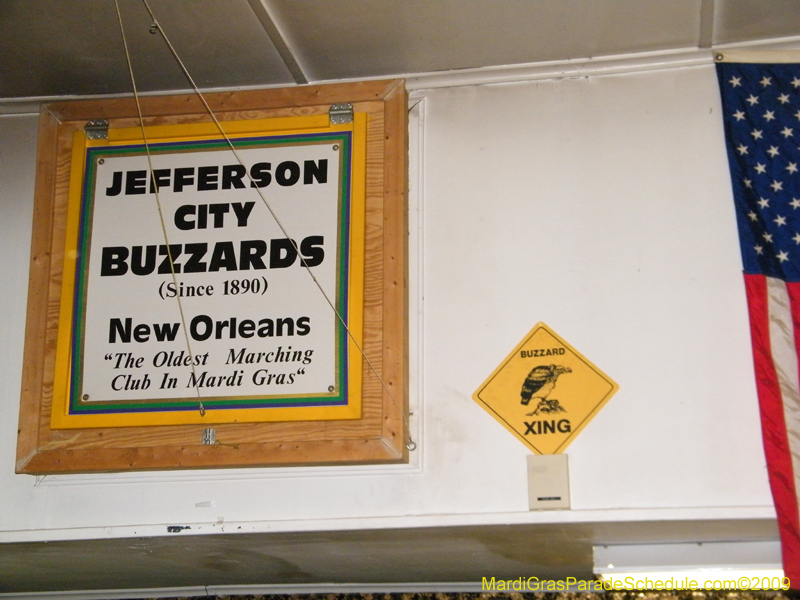 JEFFERSON
CITY
BUZZARDS
(Since 1890)
New Orleans
“The Oldest Marching
Club In Mardi Gras“
BUZZARD
XING
MardiGrasParadeSchedule.com©2009